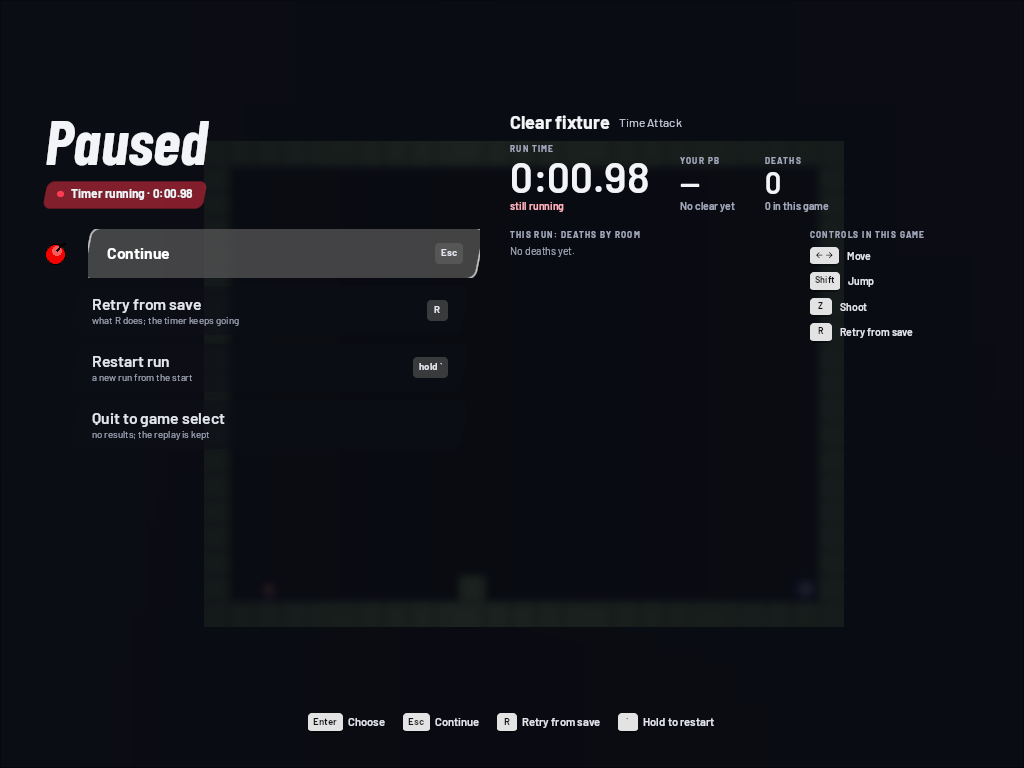 Paused
Timer running · 0:00.98
Continue
Esc
Retry from save
what R does; the timer keeps going
R
Restart run
a new run from the start
hold `
Quit to game select
no results; the replay is kept
Clear fixture Time Attack
RUN TIME
0:00.98
still running
YOUR PB
—
No clear yet
DEATHS
0
0 in this game
THIS RUN: DEATHS BY ROOM
No deaths yet.
CONTROLS IN THIS GAME
←→ Move
Shift Jump
Z Shoot
R Retry from save
Enter Choose Esc Continue R Retry from save ` Hold to restart